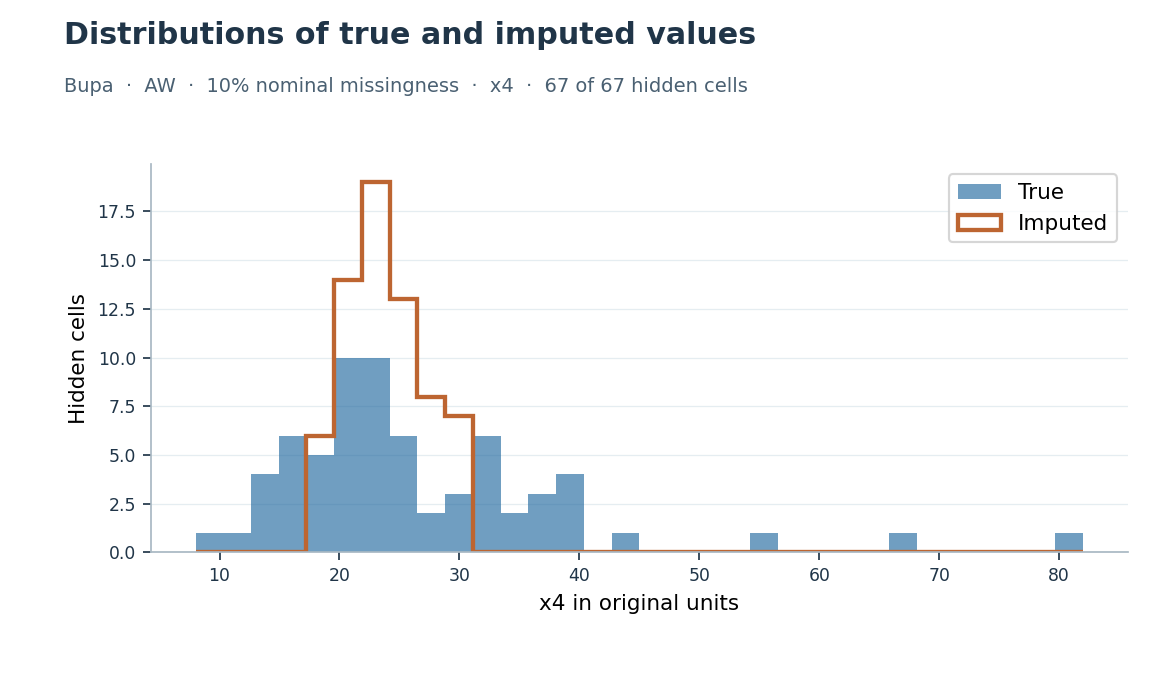 Distributions of true and imputed values
Bupa · AW · 10% nominal missingness · x4 · 67 of 67 hidden cells
True
Imputed
Hidden cells
17.5
15.0
12.5
10.0
7.5
5.0
2.5
0.0
10 20 30 40 50 60 70 80
x4 in original units